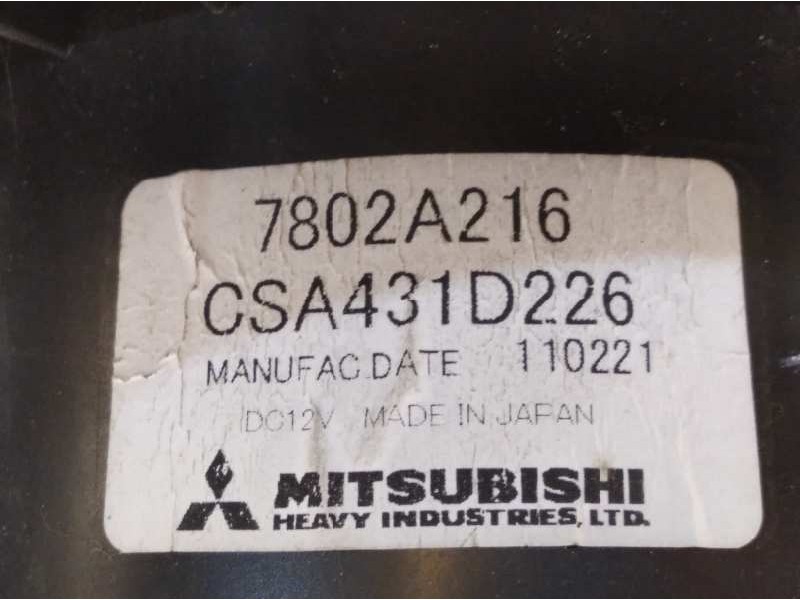 7802A216
CSA431D226
MANUFAC.DATE 110221
DC12V MADE IN JAPAN
MITSUBISHI
HEAVY INDUSTRIES, LTD.